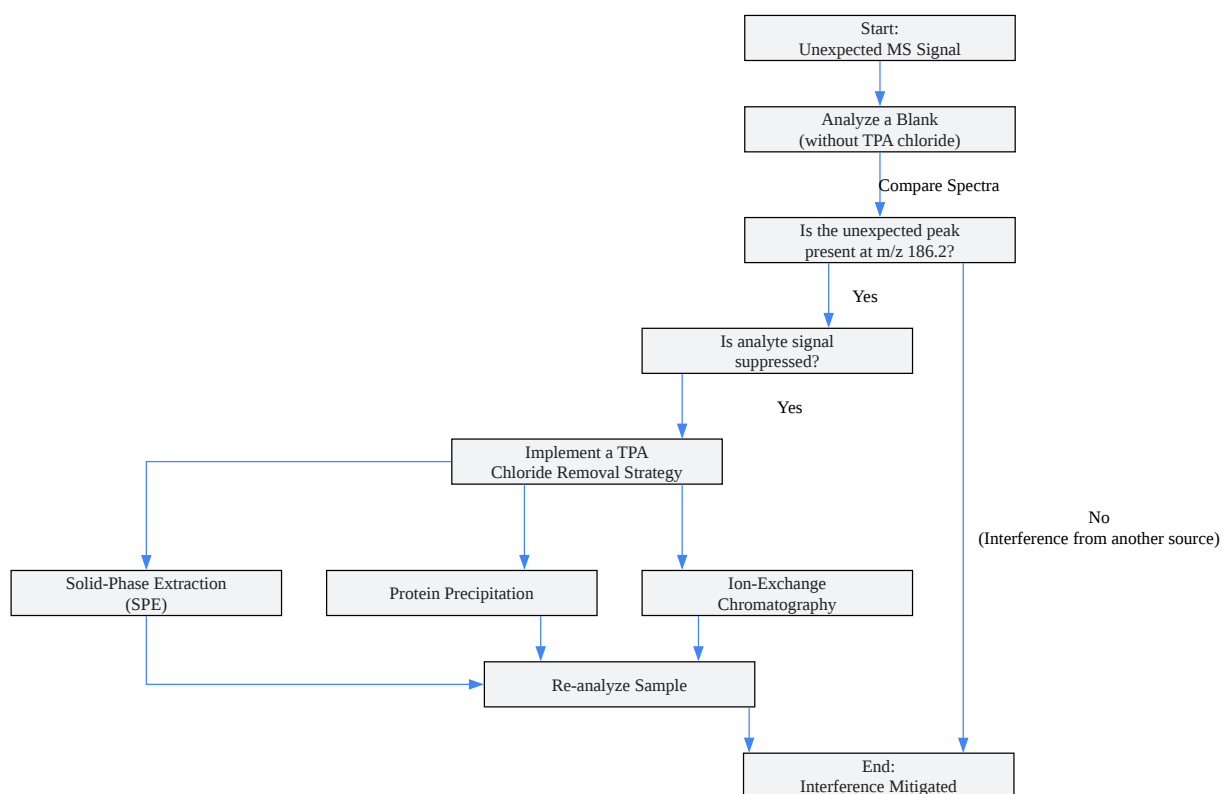 Start:
Unexpected MS Signal
Analyze a Blank
(without TPA chloride)
Compare Spectra
Is the unexpected peak
present at m/z 186.2?
Yes
Is analyte signal
suppressed?
Yes
Implement a TPA
Chloride Removal Strategy
No
(Interference from another source)
Solid-Phase Extraction
(SPE)
Protein Precipitation
Ion-Exchange
Chromatography
Re-analyze Sample
End:
Interference Mitigated